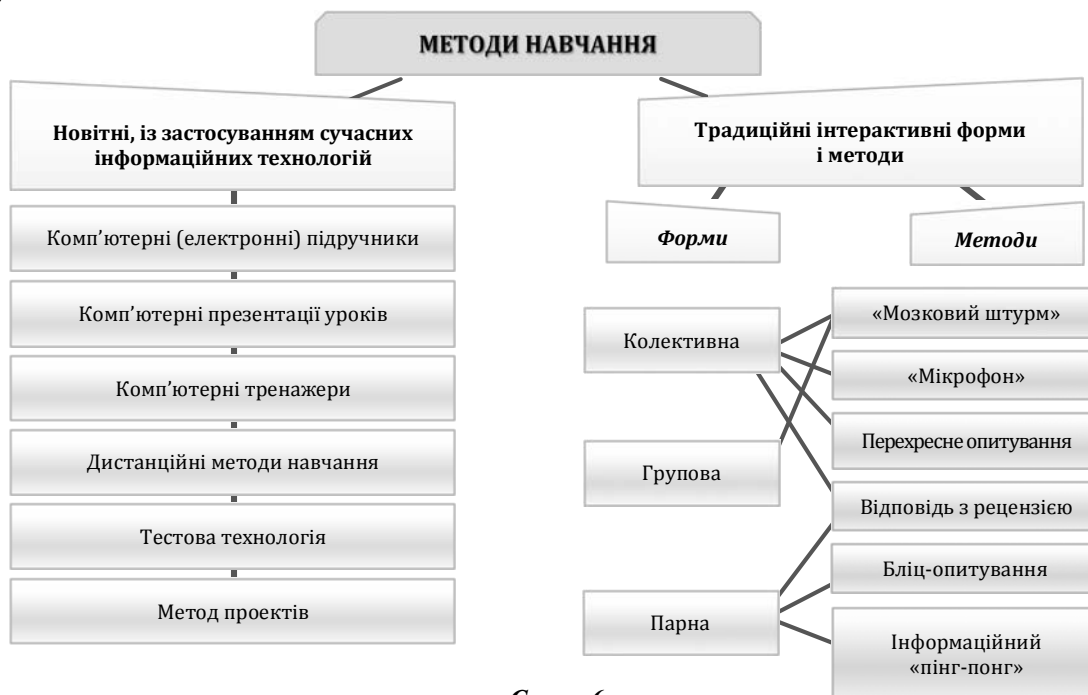 МЕТОДИ НАВЧАННЯ
Новітні, із застосуванням сучасних
інформаційних технологій
Комп’ютерні (електронні) підручники
Комп’ютерні презентації уроків
Комп’ютерні тренажери
Дистанційні методи навчання
Тестова технологія
Метод проектів
Традиційні інтерактивні форми
і методи
Форми
Методи
Колективна
Групова
Парна
«Мозковий штурм»
«Мікрофон»
Перехресне опитування
Відповідь з рецензією
Бліц-опитування
Інформаційний
«пінг-понг»